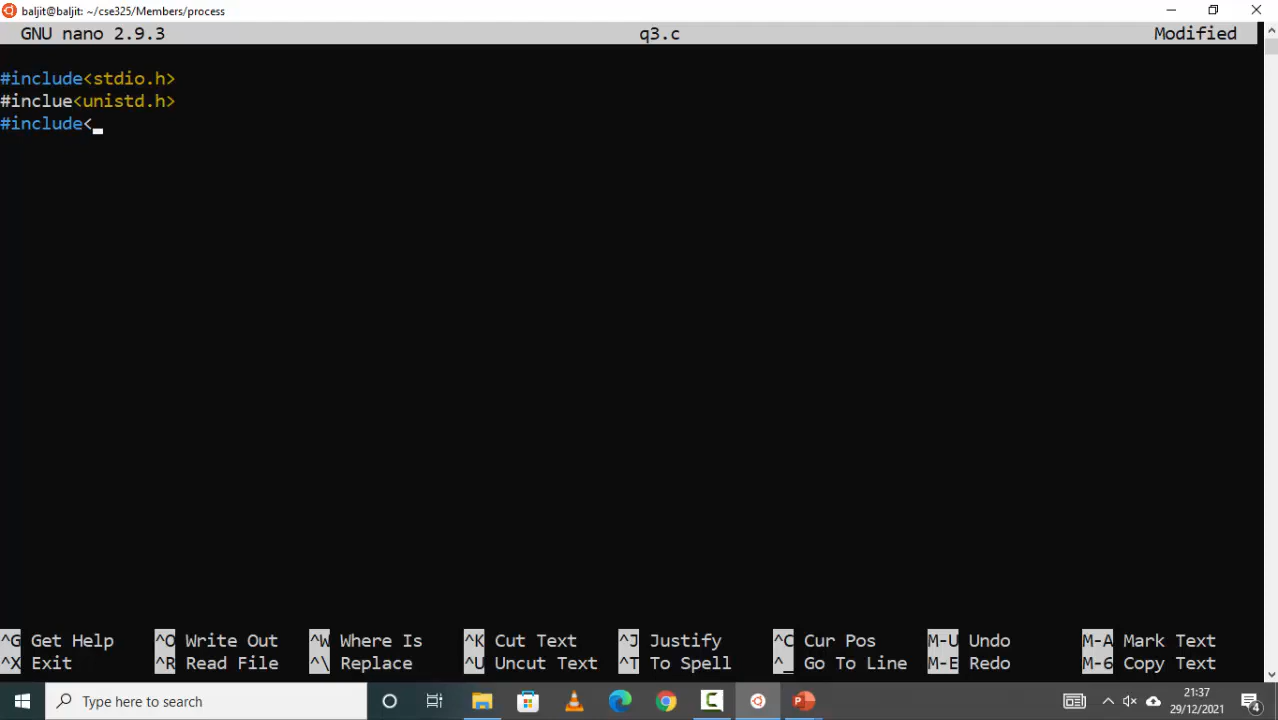 baljit@baljit: ~/cse325/Members/process
GNU nano 2.9.3 q3.c Modified
#include<stdio.h>
#inclue<unistd.h>
#include<
^G Get Help ^O Write Out ^W Where Is ^K Cut Text ^J Justify ^C Cur Pos M-U Undo M-A Mark Text
^X Exit ^R Read File ^\ Replace ^U Uncut Text ^T To Spell ^_ Go To Line M-E Redo M-6 Copy Text
Type here to search
21:37
29/12/2021
4